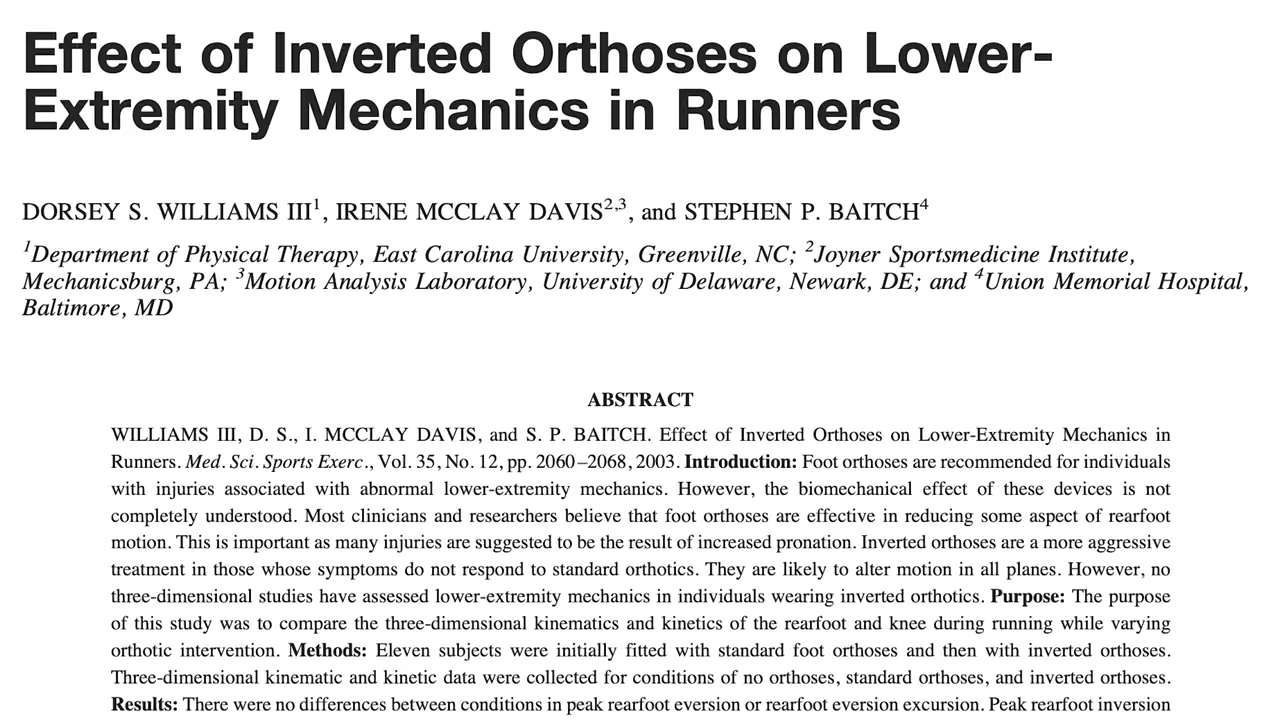 Effect of Inverted Orthoses on Lower-
Extremity Mechanics in Runners
DORSEY S. WILLIAMS III1, IRENE MCCLAY DAVIS2,3, and STEPHEN P. BAITCH4
1Department of Physical Therapy, East Carolina University, Greenville, NC; 2Joyner Sportsmedicine Institute,
Mechanicsburg, PA; 3Motion Analysis Laboratory, University of Delaware, Newark, DE; and 4Union Memorial Hospital,
Baltimore, MD
ABSTRACT
WILLIAMS III, D. S., I. MCCLAY DAVIS, and S. P. BAITCH. Effect of Inverted Orthoses on Lower-Extremity Mechanics in
Runners. Med. Sci. Sports Exerc., Vol. 35, No. 12, pp. 2060–2068, 2003. Introduction: Foot orthoses are recommended for individuals
with injuries associated with abnormal lower-extremity mechanics. However, the biomechanical effect of these devices is not
completely understood. Most clinicians and researchers believe that foot orthoses are effective in reducing some aspect of rearfoot
motion. This is important as many injuries are suggested to be the result of increased pronation. Inverted orthoses are a more aggressive
treatment in those whose symptoms do not respond to standard orthotics. They are likely to alter motion in all planes. However, no
three-dimensional studies have assessed lower-extremity mechanics in individuals wearing inverted orthotics. Purpose: The purpose
of this study was to compare the three-dimensional kinematics and kinetics of the rearfoot and knee during running while varying
orthotic intervention. Methods: Eleven subjects were initially fitted with standard foot orthoses and then with inverted orthoses.
Three-dimensional kinematic and kinetic data were collected for conditions of no orthoses, standard orthoses, and inverted orthoses.
Results: There were no differences between conditions in peak rearfoot eversion or rearfoot eversion excursion. Peak rearfoot inversion